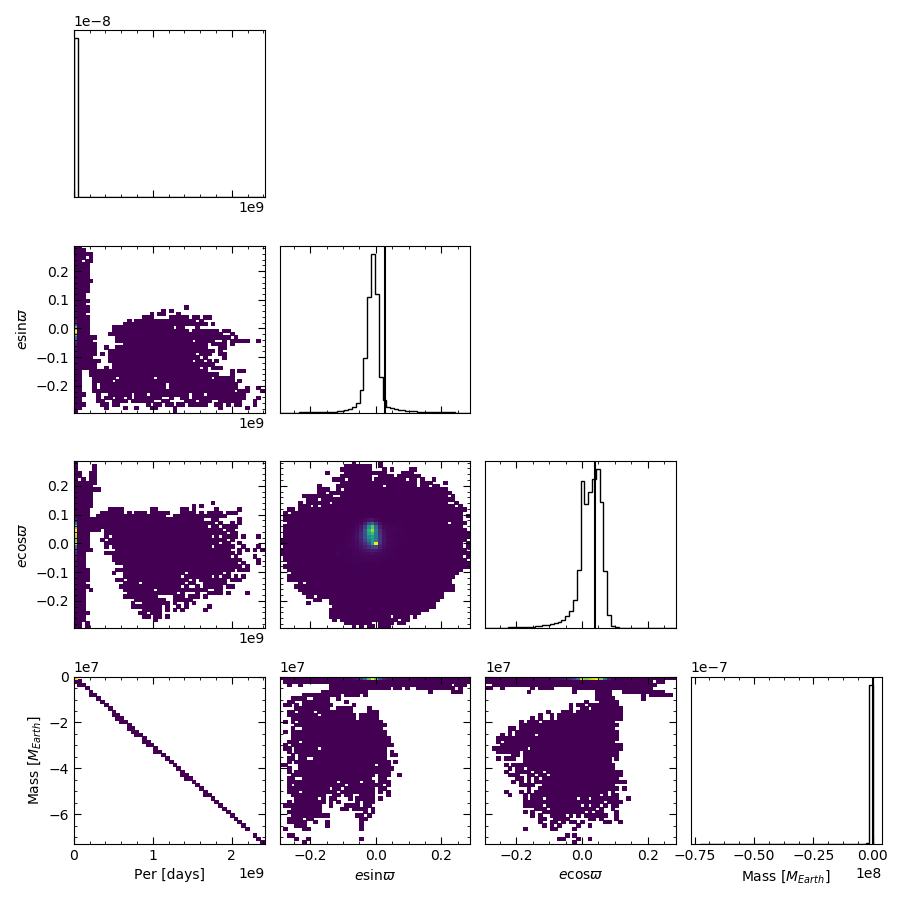 1e−8
1e9
0.2
0.1
0.0
−0.1
−0.2
esinϖ
1e9
0.2
0.1
0.0
−0.1
−0.2
ecosϖ
1e9
1e7 1e7 1e7 1e−7
0
−2
−4
−6
Mass [M_Earth]
0 1 2 −0.2 0.0 0.2 −0.2 0.0 0.2 −0.75 −0.50 −0.25 0.00
Per [days] 1e9 esinϖ ecosϖ Mass [M_Earth] 1e8